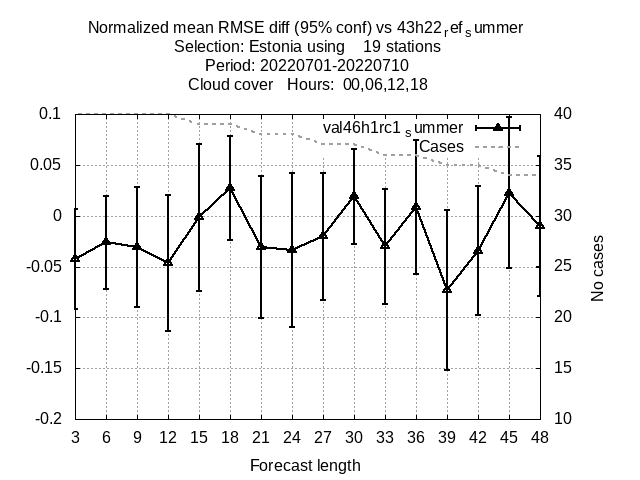 Normalized mean RMSE diff (95% conf) vs 43h22ref summer
Selection: Estonia using 19 stations
Period: 20220701-20220710
Cloud cover Hours: 00,06,12,18
val46h1rc1summer
Cases
0.1
0.05
0
-0.05
-0.1
-0.15
-0.2
40
35
30
25
20
15
10
No cases
3 6 9 12 15 18 21 24 27 30 33 36 39 42 45 48
Forecast length